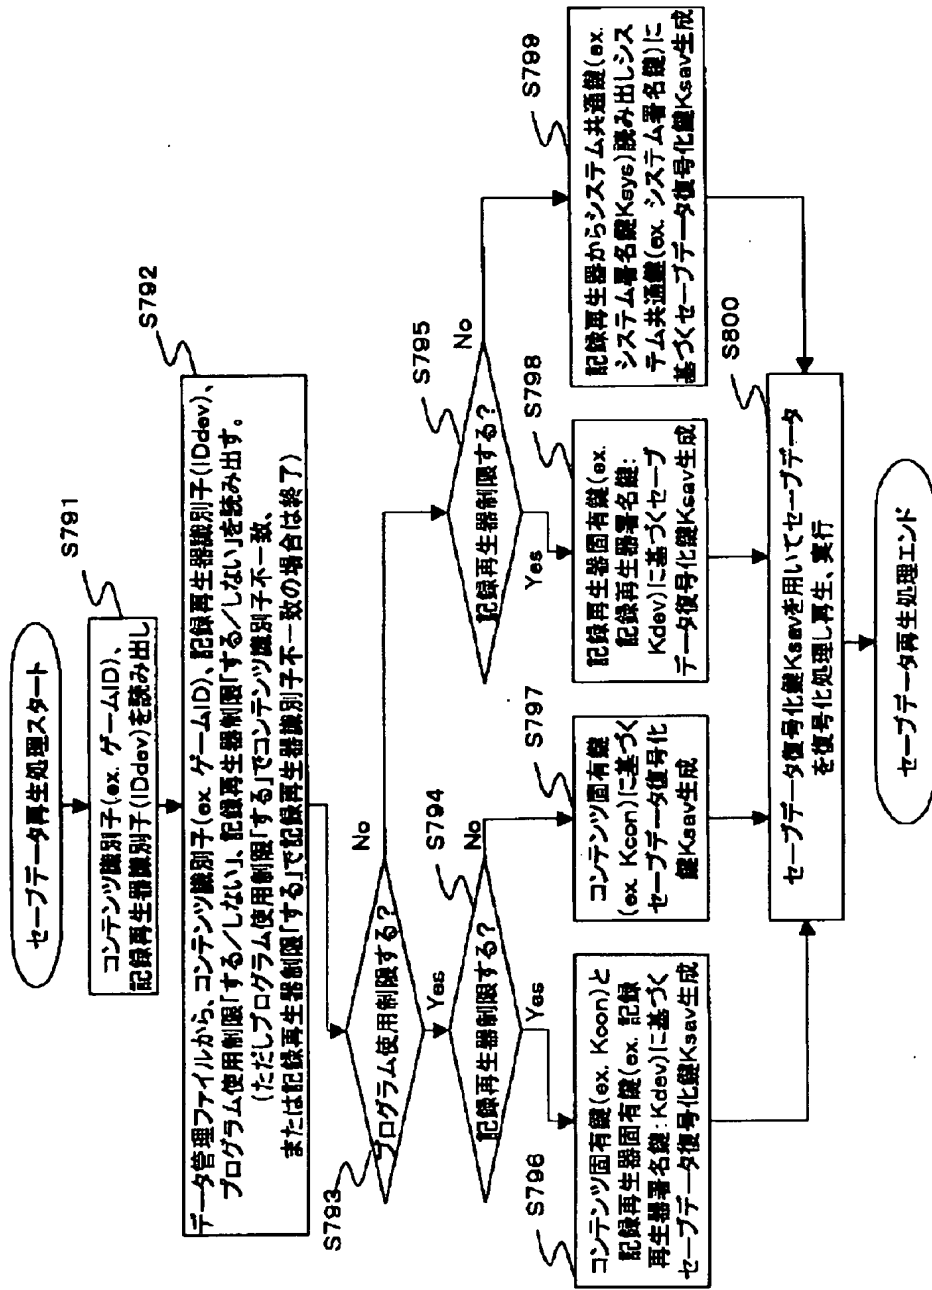 セーブデータ再生処理スタート
S791
コンテンツ識別子(ex. ゲームID)、
記録再生器識別子(IDdev)を読み出し
S792
データ管理ファイルから、コンテンツ識別子(ex. ゲームID)、記録再生器識別子(IDdev)、
プログラム使用制限「する/しない」、記録再生器制限「する/しない」を読み出す。
(ただしプログラム使用制限「する」でコンテンツ識別子不一致、
または記録再生器制限「する」で記録再生器識別子不一致の場合は終了)
S793
プログラム使用制限する?
No
Yes
S794
記録再生器制限する?
No
Yes
S795
記録再生器制限する?
No
Yes
S796
コンテンツ固有鍵(ex. Kcon)と
記録再生器固有鍵(ex. 記録
再生器署名鍵:Kdev)に基づく
セーブデータ復号化鍵Ksav生成
S797
コンテンツ固有鍵
(ex. Kcon)に基づく
セーブデータ復号化
鍵Ksav生成
S798
記録再生器固有鍵(ex.
記録再生器署名鍵:
Kdev)に基づくセーブ
データ復号化鍵Ksav生成
S799
記録再生器からシステム共通鍵(ex.
システム署名鍵Ksys)読み出しシス
テム共通鍵(ex. システム署名鍵)に
基づくセーブデータ復号化鍵Ksav生成
S800
セーブデータ復号化鍵Ksavを用いてセーブデータ
を復号化処理し再生、実行
セーブデータ再生処理エンド